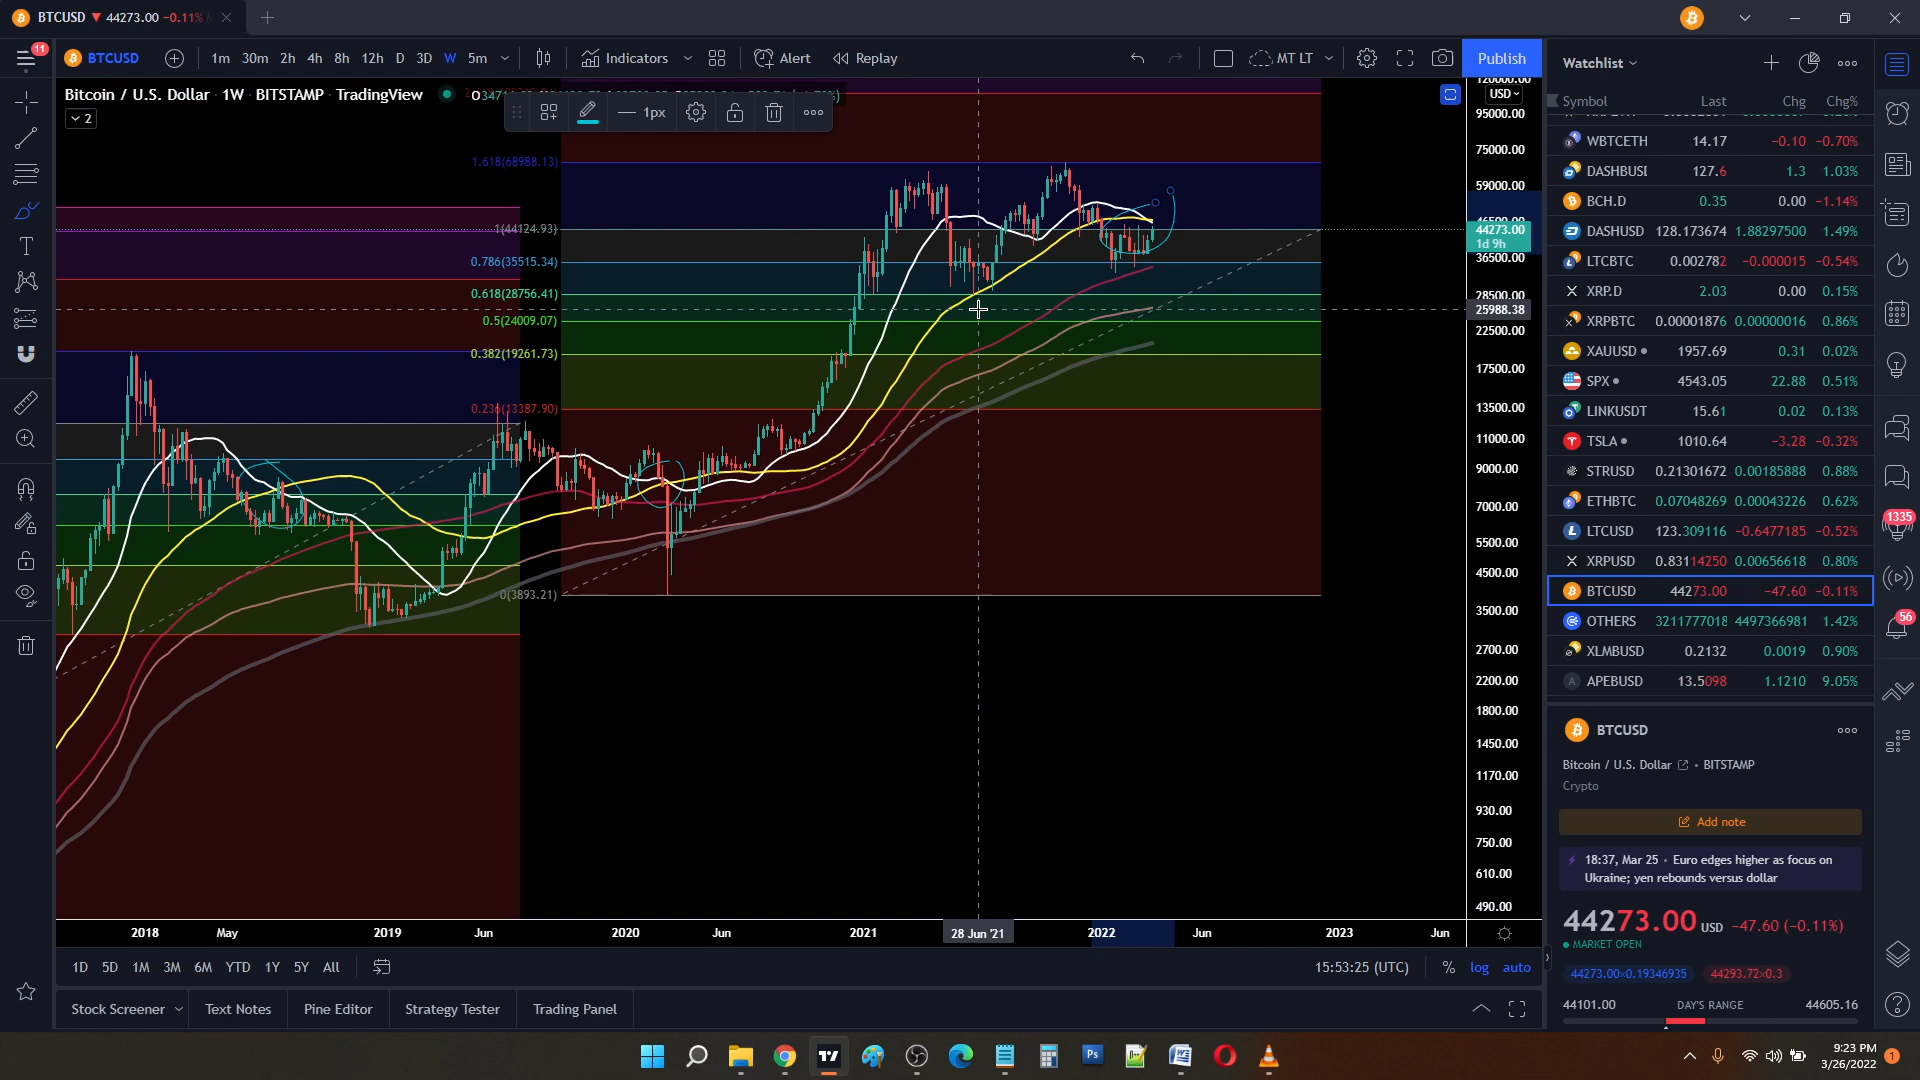 BTCUSD ▼ 44273.00 −0.11%
11
BTCUSD 1m 30m 2h 4h 8h 12h D 3D W 5m Indicators Alert Replay MT LT Publish
Bitcoin / U.S. Dollar · 1W · BITSTAMP · TradingView
2
1px
USD
1.618(68988.13)
1(44124.93)
0.786(35515.34)
0.618(28756.41)
0.5(24009.07)
0.382(19261.73)
0.236(13387.90)
0(3893.21)
120000.00
95000.00
75000.00
59000.00
46500.00
44273.00
1d 9h
36500.00
28500.00
25988.38
22500.00
17500.00
13500.00
11000.00
9000.00
7000.00
5500.00
4500.00
3500.00
2700.00
2200.00
1800.00
1450.00
1170.00
930.00
750.00
610.00
490.00
2018 May 2019 Jun 2020 Jun 2021 28 Jun '21 2022 Jun 2023 Jun
1D 5D 1M 3M 6M YTD 1Y 5Y All 15:53:25 (UTC) % log auto
Stock Screener Text Notes Pine Editor Strategy Tester Trading Panel
Watchlist
Symbol Last Chg Chg%
WBTCETH 14.17 −0.10 −0.70%
DASHBUSD 127.6 1.3 1.03%
BCH.D 0.35 0.00 −1.14%
DASHUSD 128.173674 1.88297500 1.49%
LTCBTC 0.002782 −0.000015 −0.54%
XRP.D 2.03 0.00 0.15%
XRPBTC 0.00001876 0.00000016 0.86%
XAUUSD 1957.69 0.31 0.02%
SPX 4543.05 22.88 0.51%
LINKUSDT 15.61 0.02 0.13%
TSLA 1010.64 −3.28 −0.32%
STRUSD 0.21301672 0.00185888 0.88%
ETHBTC 0.07048269 0.00043226 0.62%
LTCUSD 123.309116 −0.6477185 −0.52%
XRPUSD 0.83114250 0.00656618 0.80%
BTCUSD 44273.00 −47.60 −0.11%
OTHERS 3211777018 4497366981 1.42%
XLMBUSD 0.2132 0.0019 0.90%
APEBUSD 13.5098 1.1210 9.05%
1335
56
BTCUSD
Bitcoin / U.S. Dollar • BITSTAMP
Crypto
Add note
18:37, Mar 25 · Euro edges higher as focus on
Ukraine; yen rebounds versus dollar
44273.00 USD −47.60 (−0.11%)
MARKET OPEN
44273.00×0.19346935 44293.72×0.3
44101.00 DAY'S RANGE 44605.16
Ps
9:23 PM
3/26/2022
1